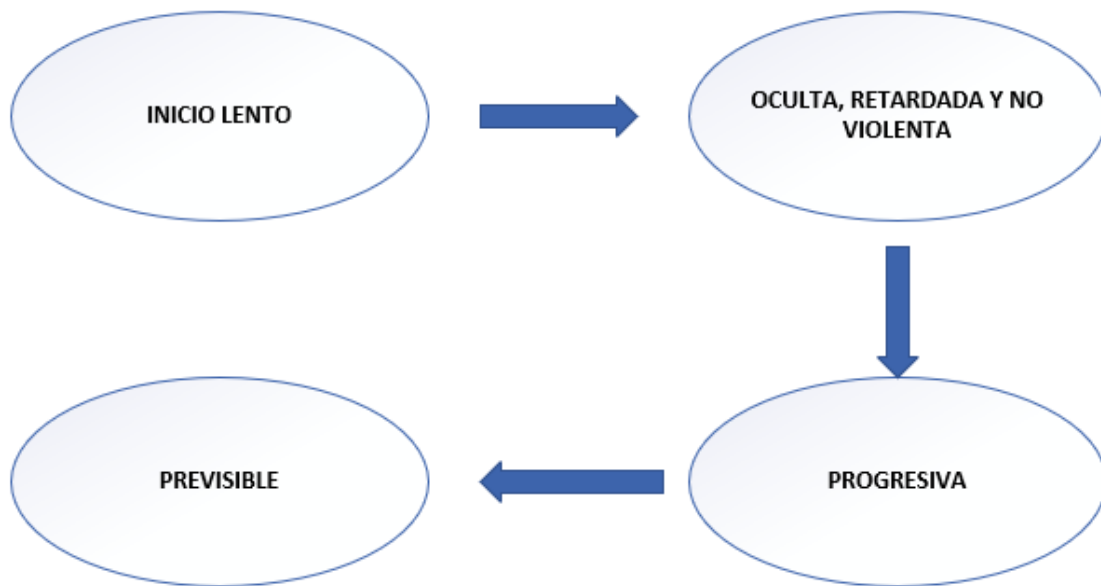 INICIO LENTO
OCULTA, RETARDADA Y NO
VIOLENTA
PROGRESIVA
PREVISIBLE